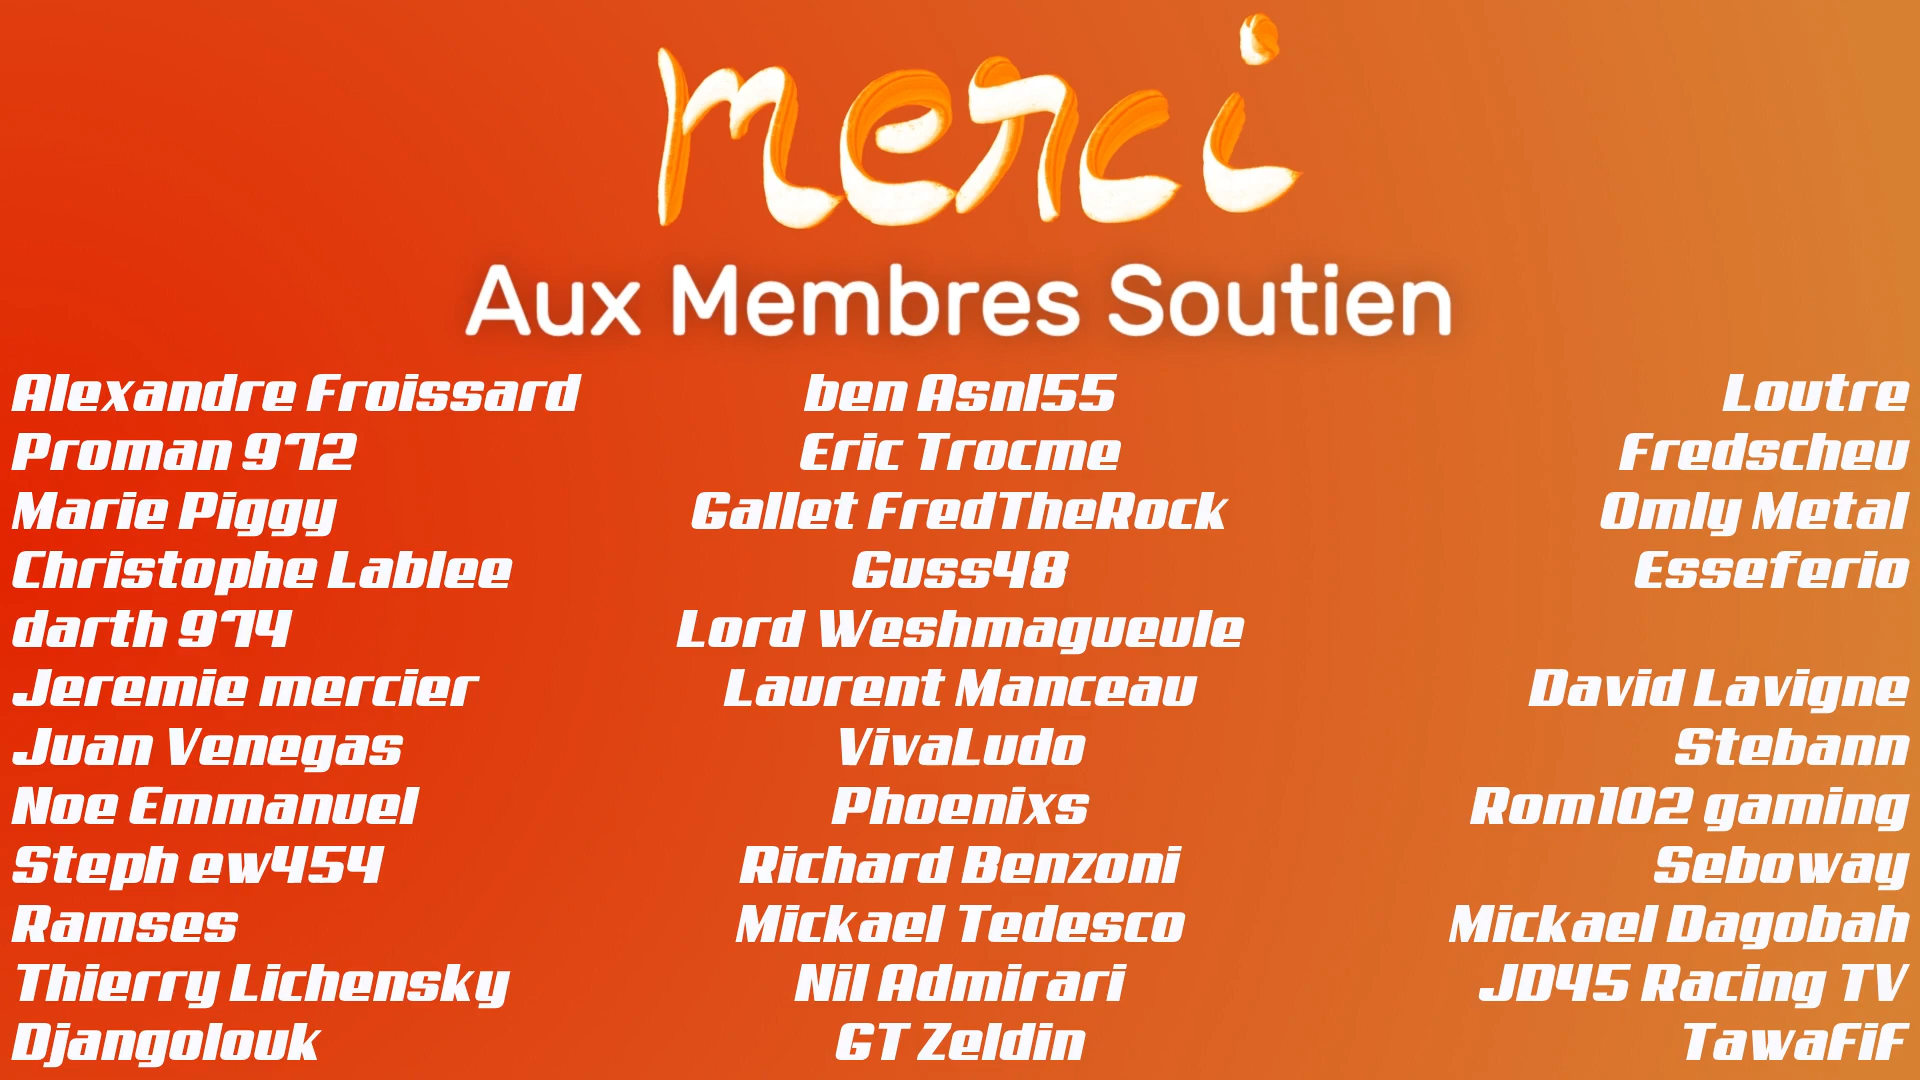 merci
Aux Membres Soutien
Alexandre Froissard
Proman 972
Marie Piggy
Christophe Lablee
darth 974
Jeremie mercier
Juan Venegas
Noe Emmanuel
Steph ew454
Ramses
Thierry Lichensky
Djangolouk
ben Asnl55
Eric Trocme
Gallet FredTheRock
Guss48
Lord Weshmagueule
Laurent Manceau
VivaLudo
Phoenixs
Richard Benzoni
Mickael Tedesco
Nil Admirari
GT Zeldin
Loutre
Fredscheu
Omly Metal
Esseferio
David Lavigne
Stebann
Rom102 gaming
Seboway
Mickael Dagobah
JD45 Racing TV
TawaFiF